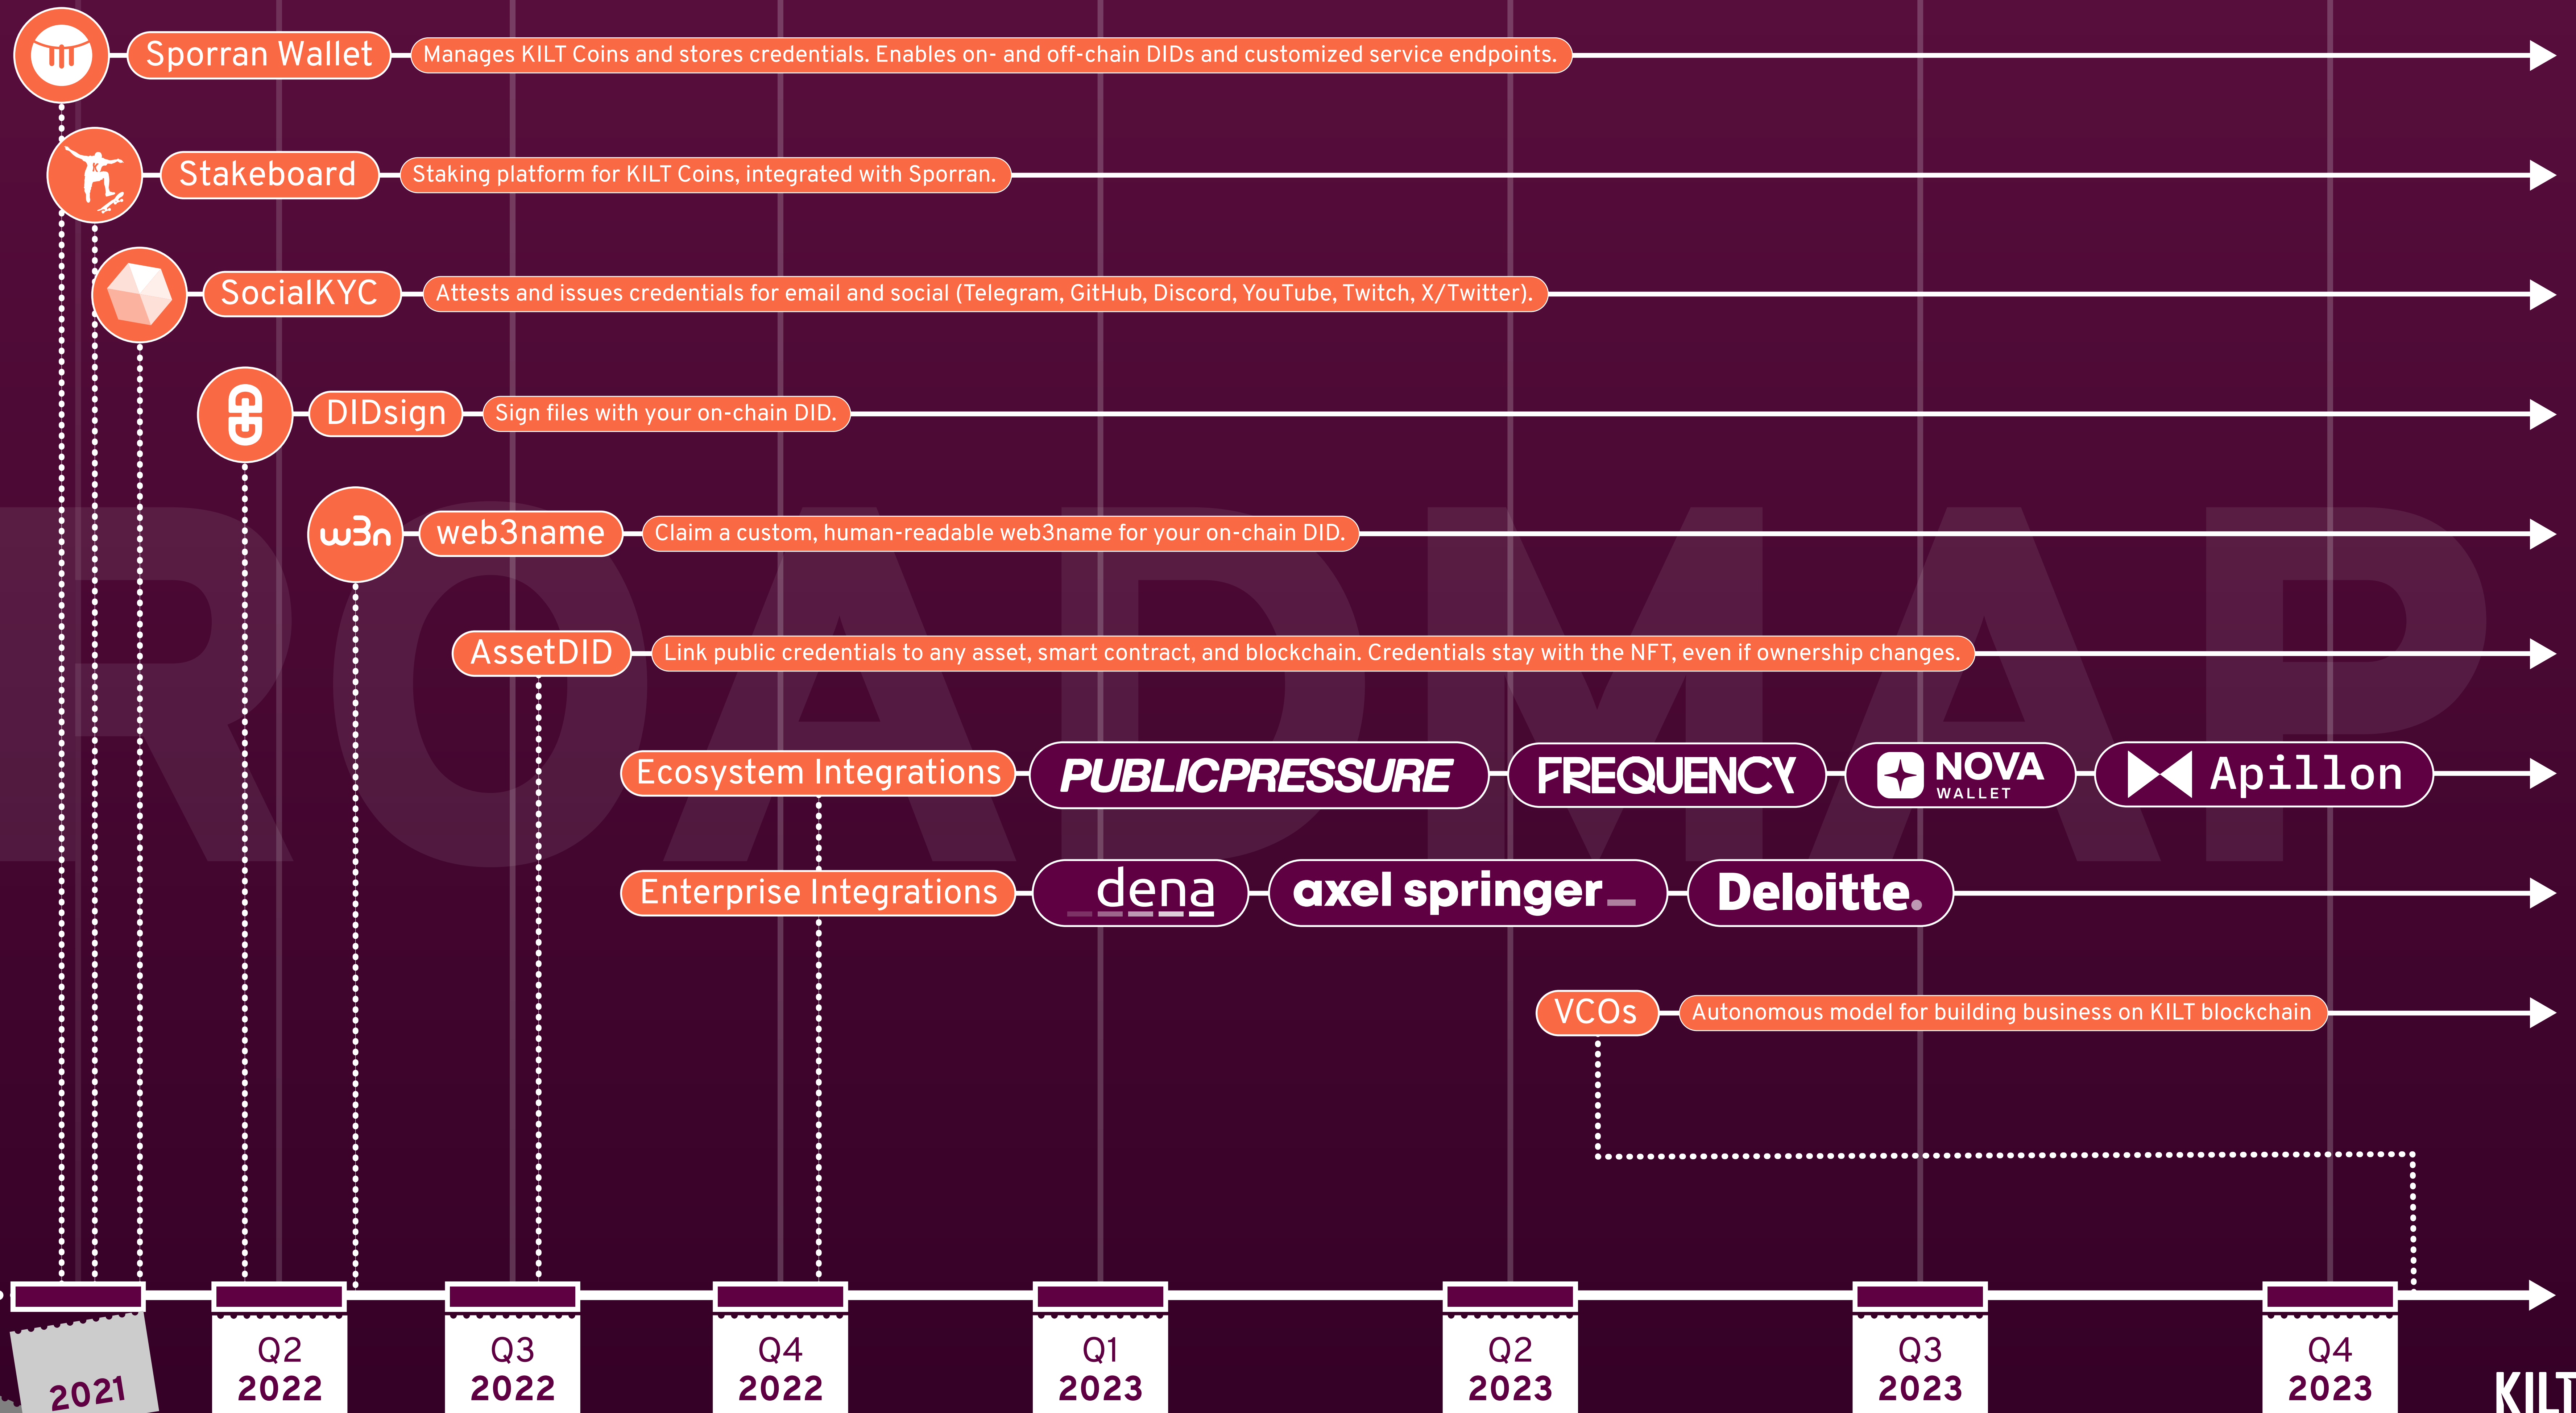 Sporran Wallet
Manages KILT Coins and stores credentials. Enables on- and off-chain DIDs and customized service endpoints.
K
Stakeboard
Staking platform for KILT Coins, integrated with Sporran.
SocialKYC
Attests and issues credentials for email and social (Telegram, GitHub, Discord, YouTube, Twitch, X/Twitter).
DIDsign
Sign files with your on-chain DID.
w3n
web3name
Claim a custom, human-readable web3name for your on-chain DID.
ROADMAP
AssetDID
Link public credentials to any asset, smart contract, and blockchain. Credentials stay with the NFT, even if ownership changes.
Ecosystem Integrations
PUBLICPRESSURE
FREQUENCY
NOVA
WALLET
Apillon
Enterprise Integrations
dena
axel springer_
Deloitte.
VCOs
Autonomous model for building business on KILT blockchain
2021
Q2
2022
Q3
2022
Q4
2022
Q1
2023
Q2
2023
Q3
2023
Q4
2023
KILT